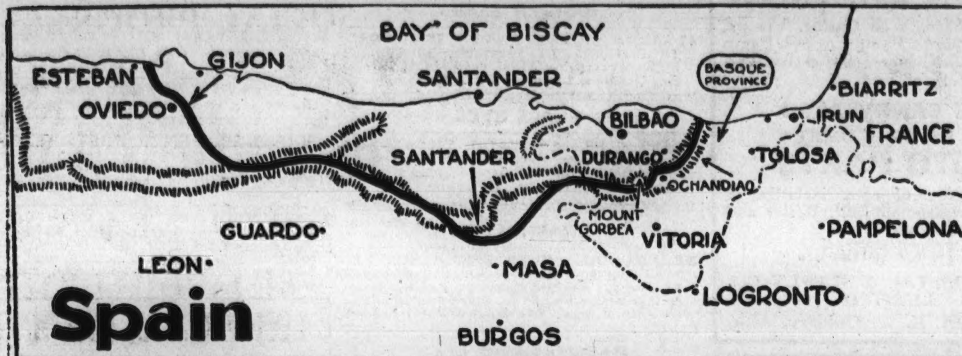 BAY OF BISCAY
GIJON
ESTEBAN
OVIEDO
SANTANDER
BASQUE
PROVINCE
BIARRITZ
BILBAO
IRUN
FRANCE
SANTANDER
DURANGO
TOLOSA
OCHANDIAO
MOUNT
GORBEA
GUARDO
VITORIA
PAMPELONA
LEON
MASA
LOGRONTO
Spain
BURGOS